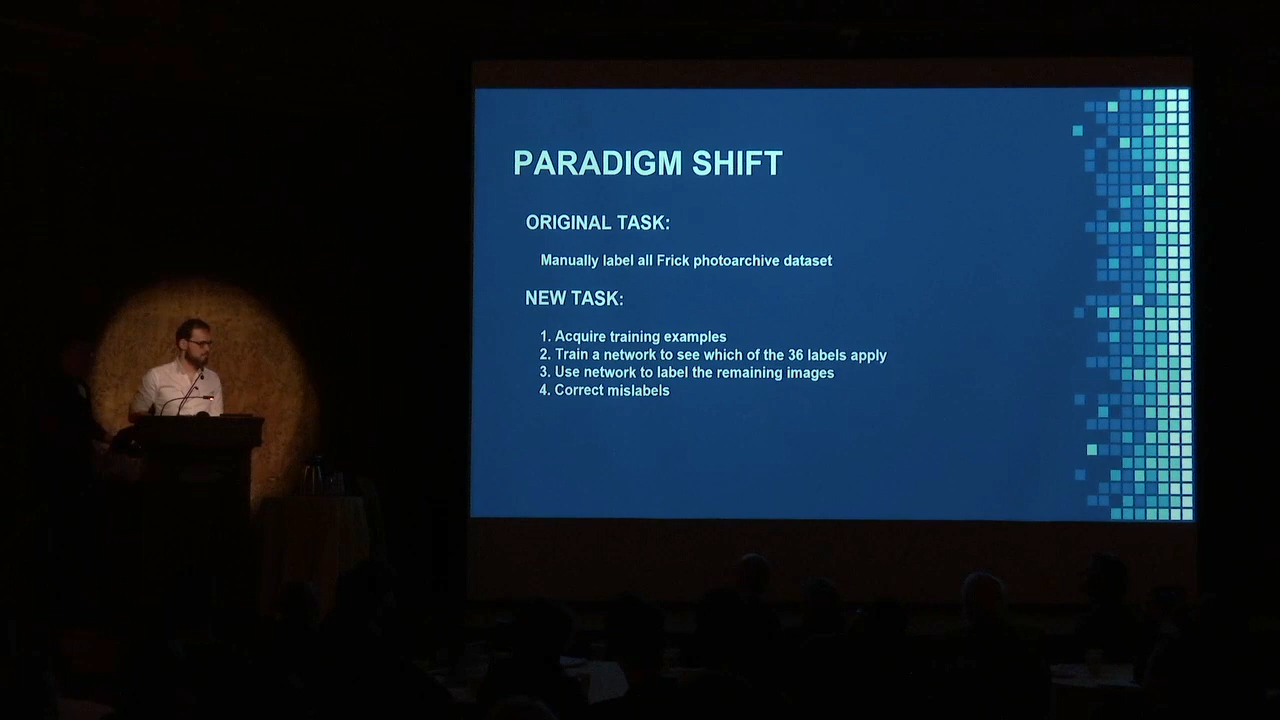 PARADIGM SHIFT
ORIGINAL TASK:
Manually label all Frick photoarchive dataset
NEW TASK:
1. Acquire training examples
2. Train a network to see which of the 36 labels apply
3. Use network to label the remaining images
4. Correct mislabels